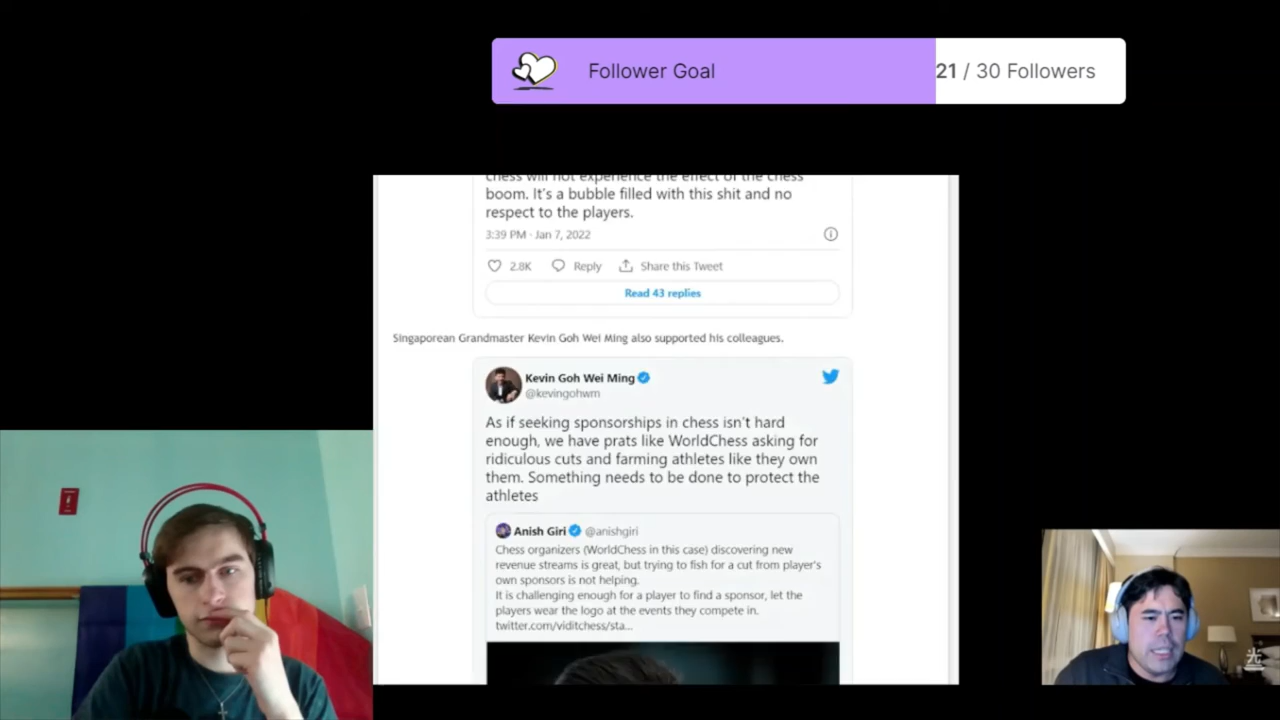 Follower Goal
21 / 30 Followers
chess will not experience the effect of the chess
boom. It's a bubble filled with this shit and no
respect to the players.
3:39 PM · Jan 7, 2022
2.8K Reply Share this Tweet
Read 43 replies
Singaporean Grandmaster Kevin Goh Wei Ming also supported his colleagues.
Kevin Goh Wei Ming
@kevingohwm
As if seeking sponsorships in chess isn't hard
enough, we have prats like WorldChess asking for
ridiculous cuts and farming athletes like they own
them. Something needs to be done to protect the
athletes
Anish Giri @anishgiri
Chess organizers (WorldChess in this case) discovering new
revenue streams is great, but trying to fish for a cut from player's
own sponsors is not helping.
It is challenging enough for a player to find a sponsor, let the
players wear the logo at the events they compete in.
twitter.com/viditchess/sta...
光